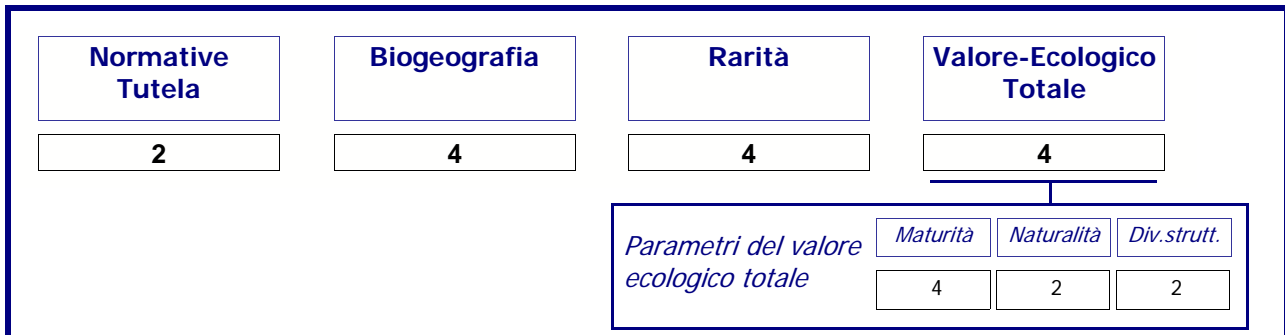 Normative
Tutela
Biogeografia
Rarità
Valore-Ecologico
Totale
2
4
4
4
Parametri del valore
ecologico totale
Maturità
Naturalità
Div.strutt.
4
2
2